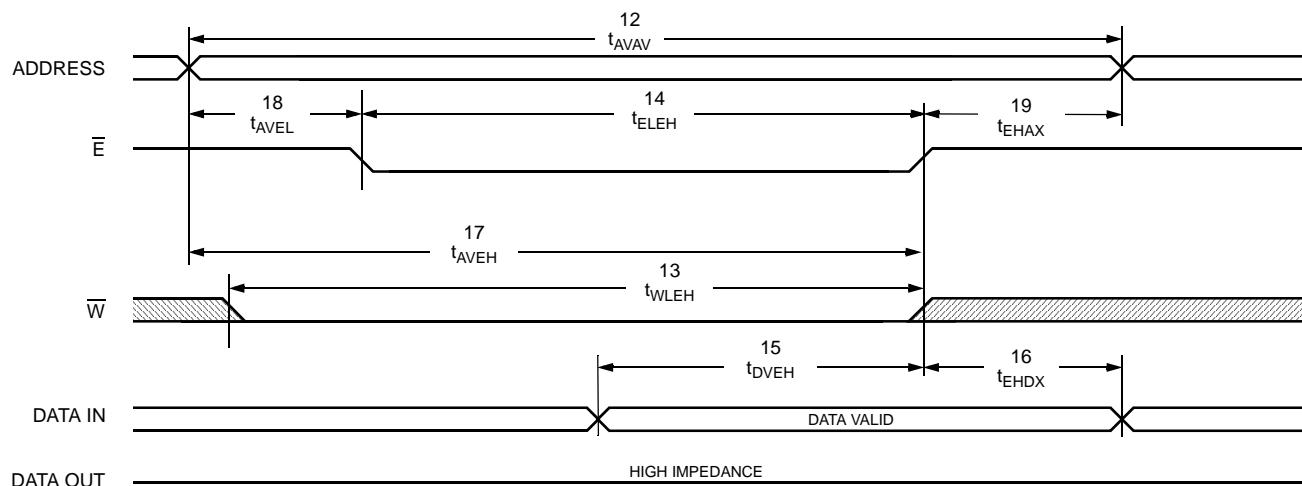 12
tAVAV
ADDRESS
18
tAVEL
14
tELEH
19
tEHAX
E̅
17
tAVEH
13
tWLEH
W̅
15
tDVEH
16
tEHDX
DATA IN
DATA VALID
DATA OUT
HIGH IMPEDANCE